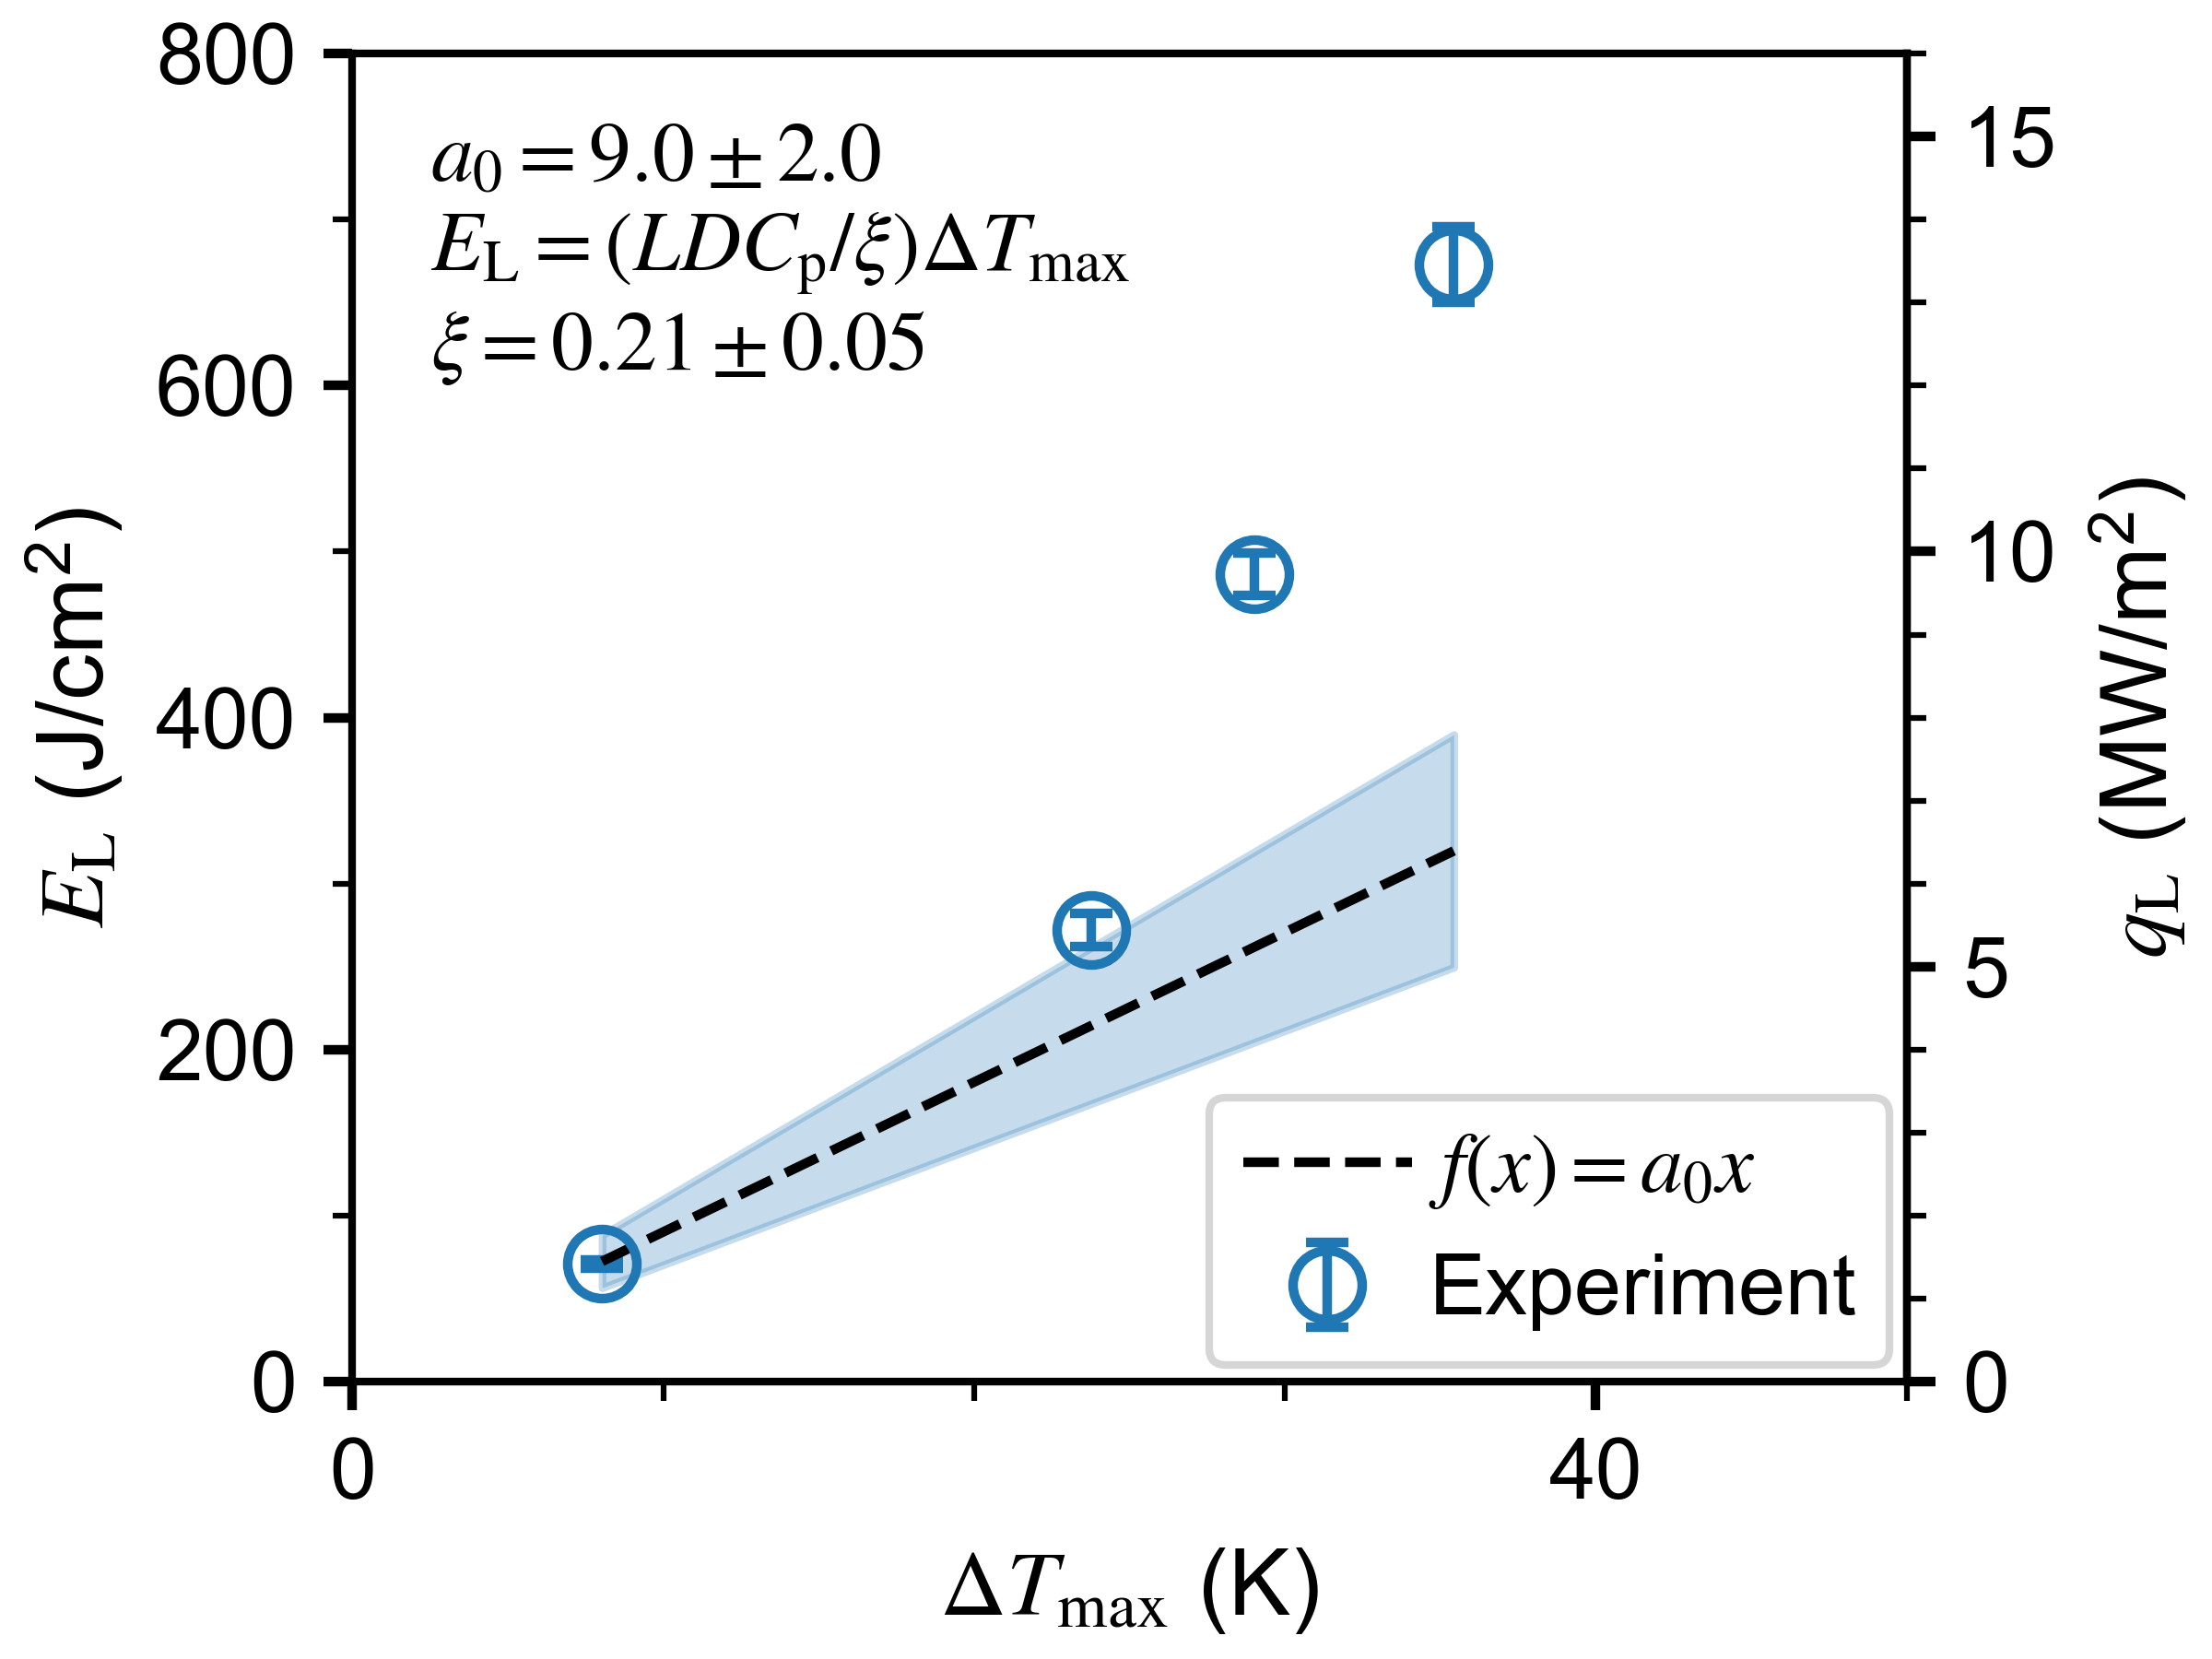 800
600
400
200
0
E_L (J/cm²)
a₀ = 9.0 ± 2.0
E_L = (LDC_p/ξ)ΔT_max
ξ = 0.21 ± 0.05
15
10
5
0
q_L (MW/m²)
f(x) = a₀x
Experiment
0
40
ΔT_max (K)